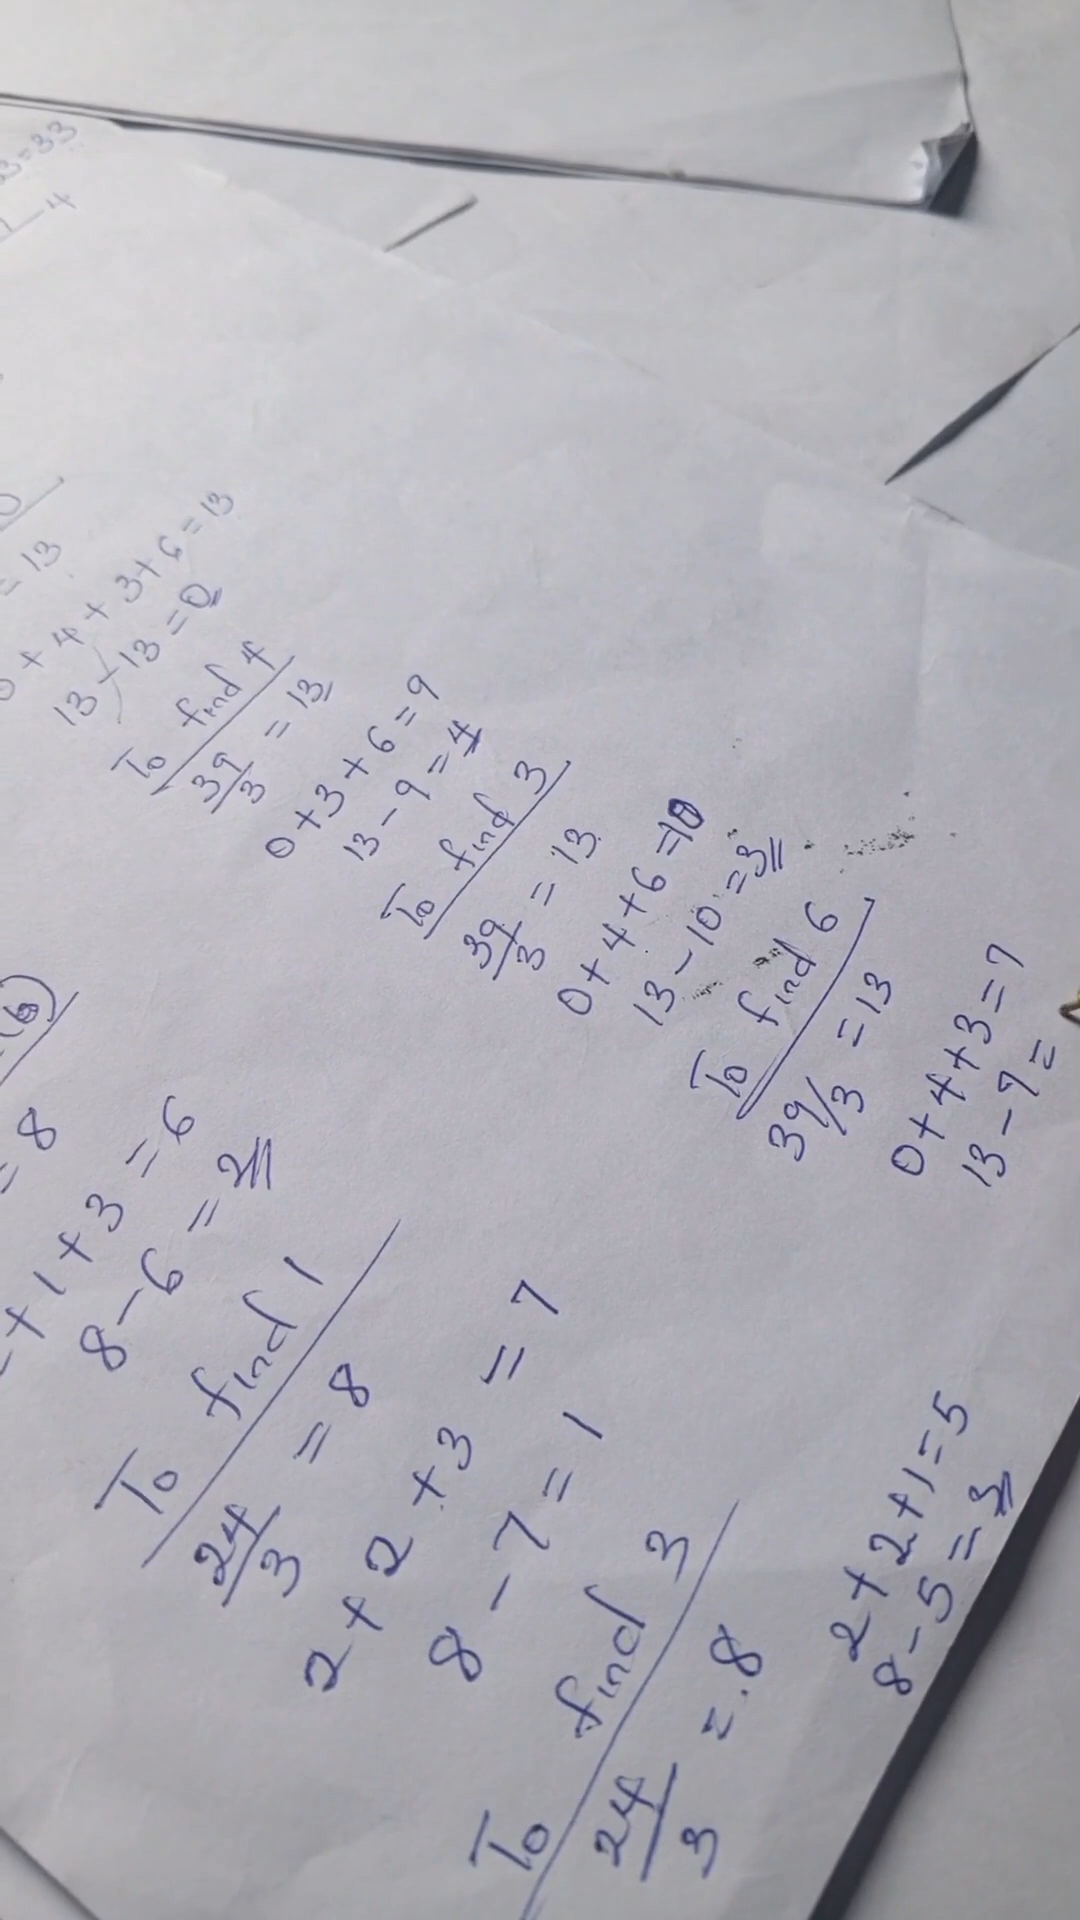 3=33
- 4
= 13
0 + 4 + 3 + 6 = 13
13 - 13 = 0
To find 4
39/3 = 13
0 + 3 + 6 = 9
13 - 9 = 4
To find 3
39/3 = 13
0 + 4 + 6 = 10
13 - 10 = 3
To find 6
39/3 = 13
0 + 4 + 3 = 7
13 - 7 =
(b)
= 8
+ 1 + 3 = 6
8 - 6 = 2
To find 1
24/3 = 8
2 + 2 + 3 = 7
8 - 7 = 1
To find 3
24/3 = 8
2 + 2 + 1 = 5
8 - 5 = 3